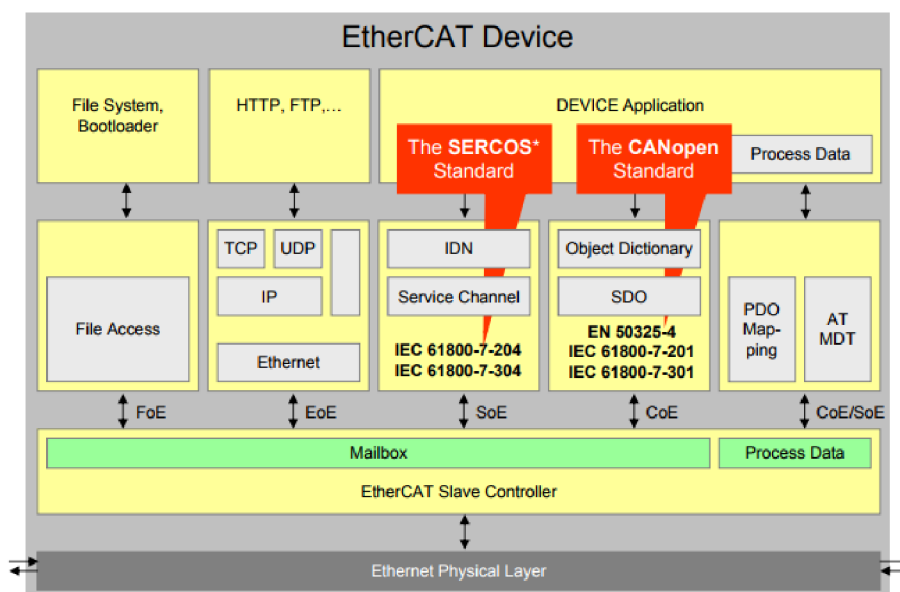 EtherCAT Device
File System,
Bootloader
HTTP, FTP,...
DEVICE Application
The SERCOS*
Standard
The CANopen
Standard
Process Data
TCP
UDP
IP
Ethernet
File Access
IDN
Service Channel
IEC 61800-7-204
IEC 61800-7-304
Object Dictionary
SDO
EN 50325-4
IEC 61800-7-201
IEC 61800-7-301
PDO
Map-
ping
AT
MDT
FoE
EoE
SoE
CoE
CoE/SoE
Mailbox
Process Data
EtherCAT Slave Controller
Ethernet Physical Layer